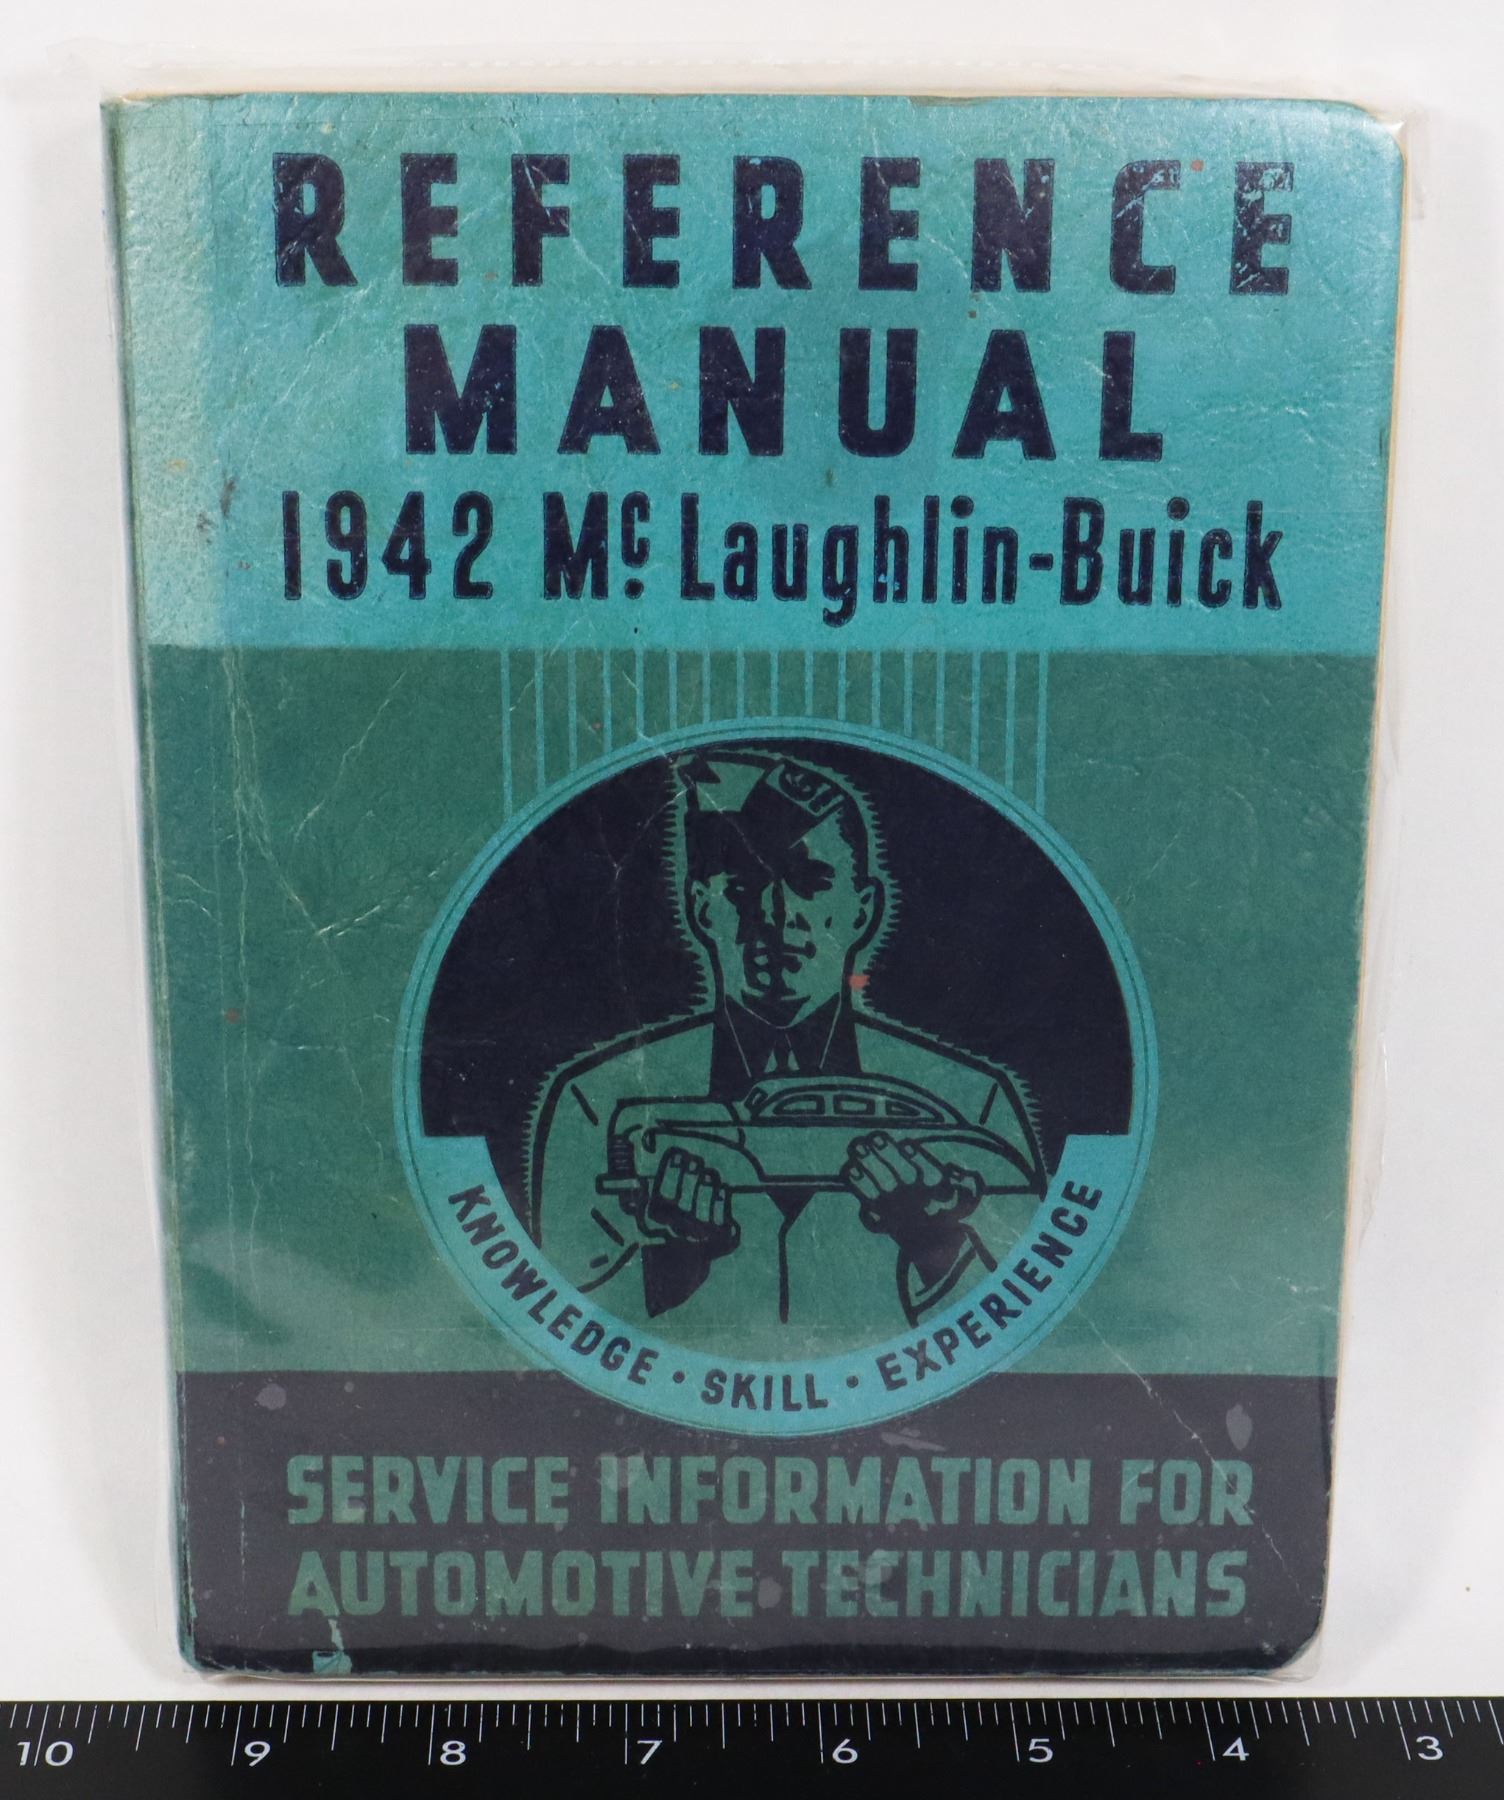 REFERENCE
MANUAL
1942 Mc. Laughlin-Buick
KNOWLEDGE • SKILL • EXPERIENCE
SERVICE INFORMATION FOR
AUTOMOTIVE TECHNICIANS
10 9 8 7 6 5 4 3